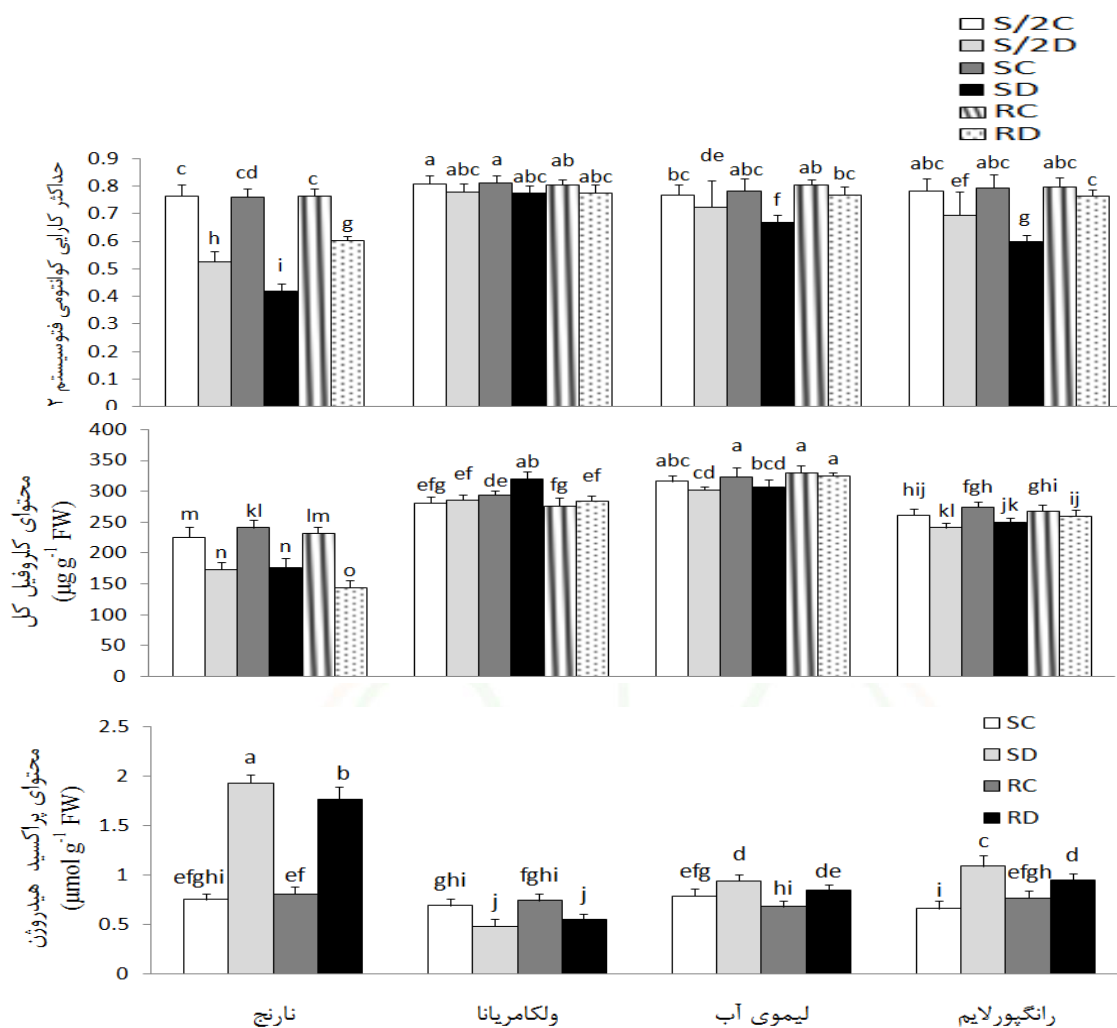 S/2C
S/2D
SC
SD
RC
RD
حداکثر کارایی کوانتومی فتوسیستم ۲
0.9
0.8
0.7
0.6
0.5
0.4
0.3
0.2
0.1
0
c h cd i c g
a abc a abc ab abc
bc de abc f ab bc
abc ef abc g abc c
محتوای کلروفیل کل
(µg g-1 FW)
400
350
300
250
200
150
100
50
0
m n kl n lm o
efg ef de ab fg ef
abc cd a bcd a a
hij kl fgh jk ghi ij
محتوای پراکسید هیدروژن
(µmol g-1 FW)
2.5
2
1.5
1
0.5
0
SC
SD
RC
RD
efghi a ef b
ghi j fghi j
efg d hi de
i c efgh d
نارنج ولکامریانا لیموی آب رانگپورلایم